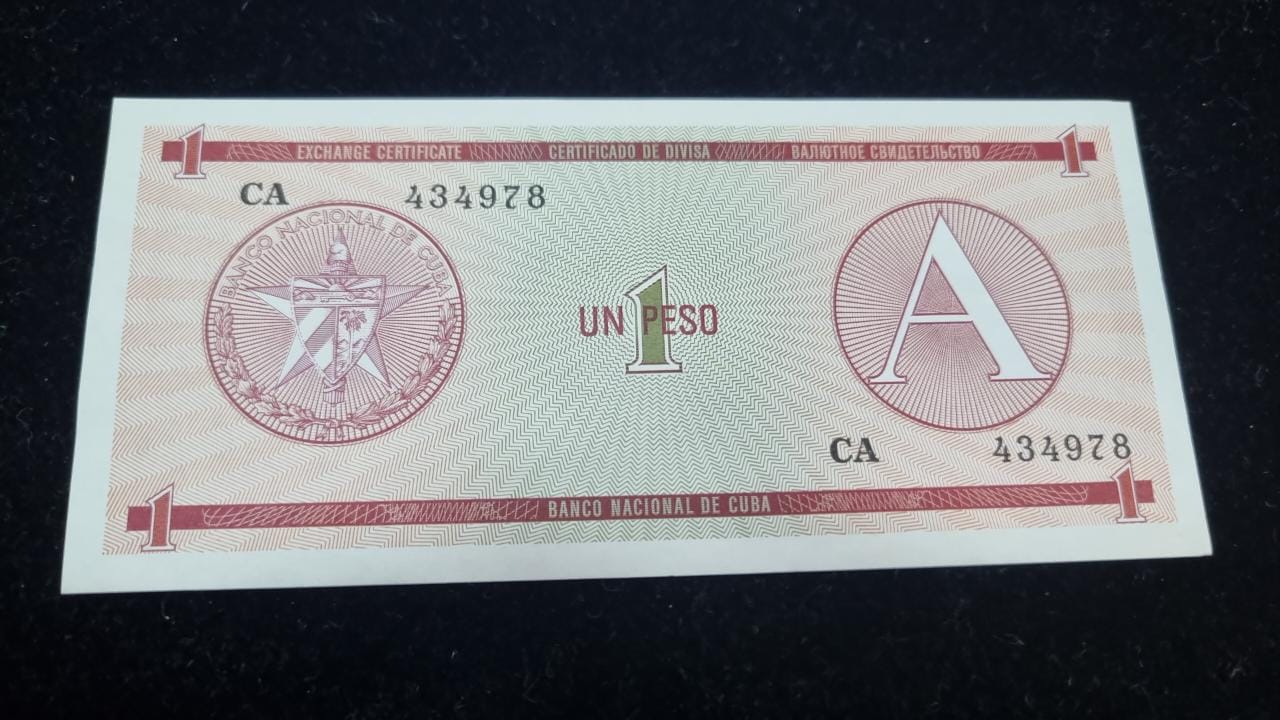 1 EXCHANGE CERTIFICATE CERTIFICADO DE DIVISA ВАЛЮТНОЕ СВИДЕТЕЛЬСТВО 1
CA 434978
BANCO NACIONAL DE CUBA
UN PESO
1
A
CA 434978
1 BANCO NACIONAL DE CUBA 1